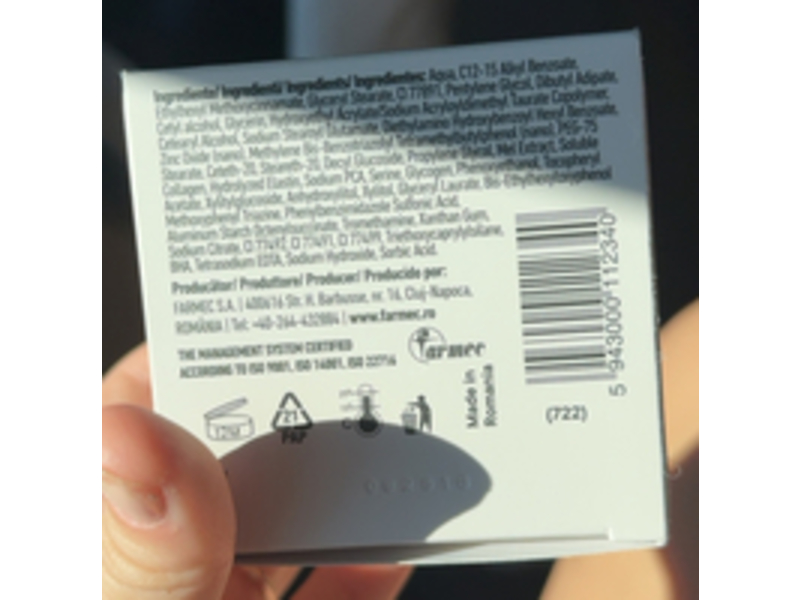 Ingrediente/ Ingredienti/ Ingredients/ Ingredientes: Aqua, C12-15 Alkyl Benzoate,
Ethylhexyl Methoxycinnamate, Glyceryl Stearate, CI 77891, Pentylene Glycol, Dibutyl Adipate,
Cetyl alcohol, Glycerin, Hydroxyethyl Acrylate/Sodium Acryloyldimethyl Taurate Copolymer,
Cetearyl Alcohol, Sodium Stearoyl Glutamate, Diethylamino Hydroxybenzoyl Hexyl Benzoate,
Zinc Oxide (nano), Methylene Bis-Benzotriazolyl Tetramethylbutylphenol (nano), PEG-75
Stearate, Ceteth-20, Steareth-20, Decyl Glucoside, Propylene Glycol, Mel Extract, Soluble
Collagen, Hydrolyzed Elastin, Sodium PCA, Serine, Glycogen, Phenoxyethanol, Tocopheryl
Acetate, Xylitylglucoside, Anhydroxylitol, Xylitol, Glyceryl Laurate, Bis-Ethylhexyloxyphenol
Methoxyphenyl Triazine, Phenylbenzimidazole Sulfonic Acid,
Aluminum Starch Octenylsuccinate, Tromethamine, Xanthan Gum,
Sodium Citrate, CI 77492, CI 77491, CI 77499, Triethoxycaprylylsilane,
BHA, Tetrasodium EDTA, Sodium Hydroxide, Sorbic Acid.
Producător/ Produttore/ Producer/ Producido por:
FARMEC S.A. | 400616 Str. H. Barbusse, nr. 16, Cluj-Napoca,
ROMÂNIA | Tel: +40-264-432884 | www.farmec.ro
THE MANAGEMENT SYSTEM CERTIFIED
ACCORDING TO ISO 9001, ISO 14001, ISO 22716
farmec
12M
21
PAP
Made in
Romania
5 943000 112340
(722)